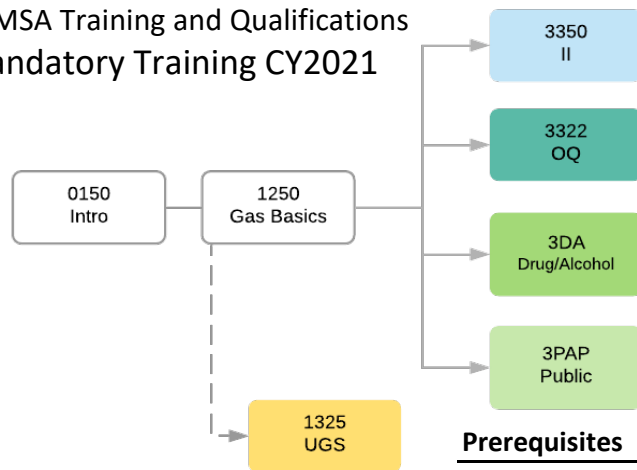 MSA Training and Qualifications
andatory Training CY2021
3350
II
3322
OQ
0150
Intro
1250
Gas Basics
3DA
Drug/Alcohol
3PAP
Public
1325
UGS
Prerequisites